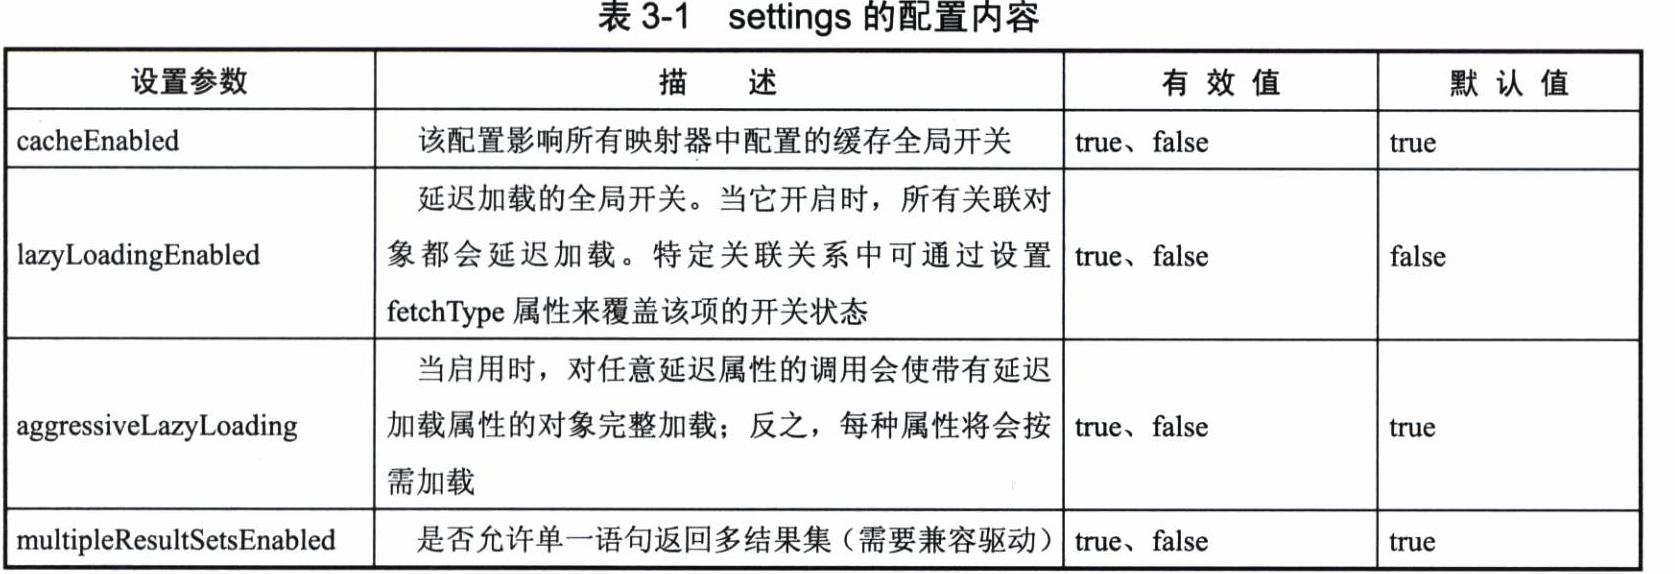 表 3-1 settings 的配置内容
设置参数 描 述 有 效 值 默 认 值
cacheEnabled 该配置影响所有映射器中配置的缓存全局开关 true、false true
延迟加载的全局开关。当它开启时，所有关联对
lazyLoadingEnabled 象都会延迟加载。特定关联关系中可通过设置 true、false false
fetchType 属性来覆盖该项的开关状态
当启用时，对任意延迟属性的调用会使带有延迟
aggressiveLazyLoading 加载属性的对象完整加载；反之，每种属性将会按 true、false true
需加载
multipleResultSetsEnabled 是否允许单一语句返回多结果集（需要兼容驱动） true、false true